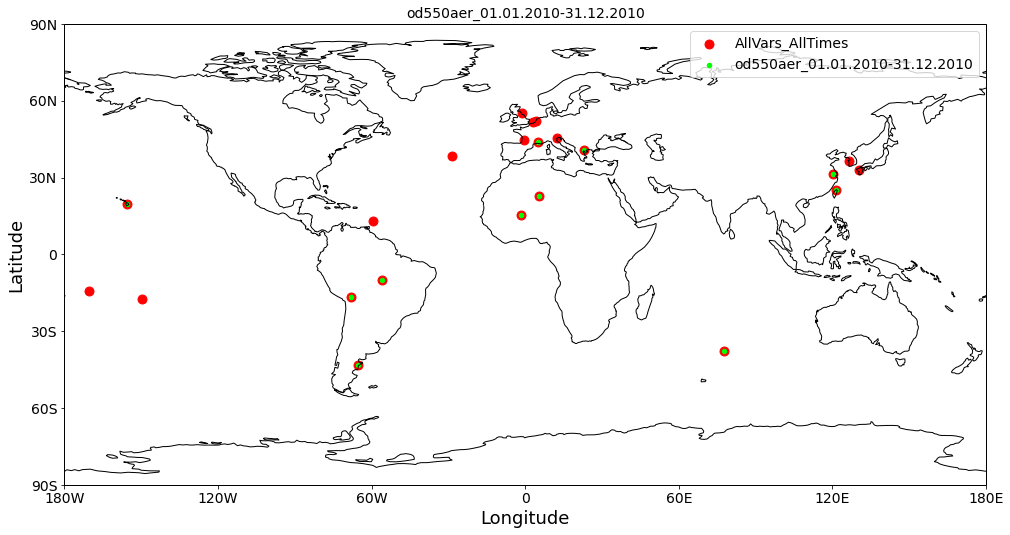 od550aer_01.01.2010-31.12.2010
AllVars_AllTimes
od550aer_01.01.2010-31.12.2010
90N
60N
30N
0
30S
60S
90S
Latitude
180W
120W
60W
0
60E
120E
180E
Longitude